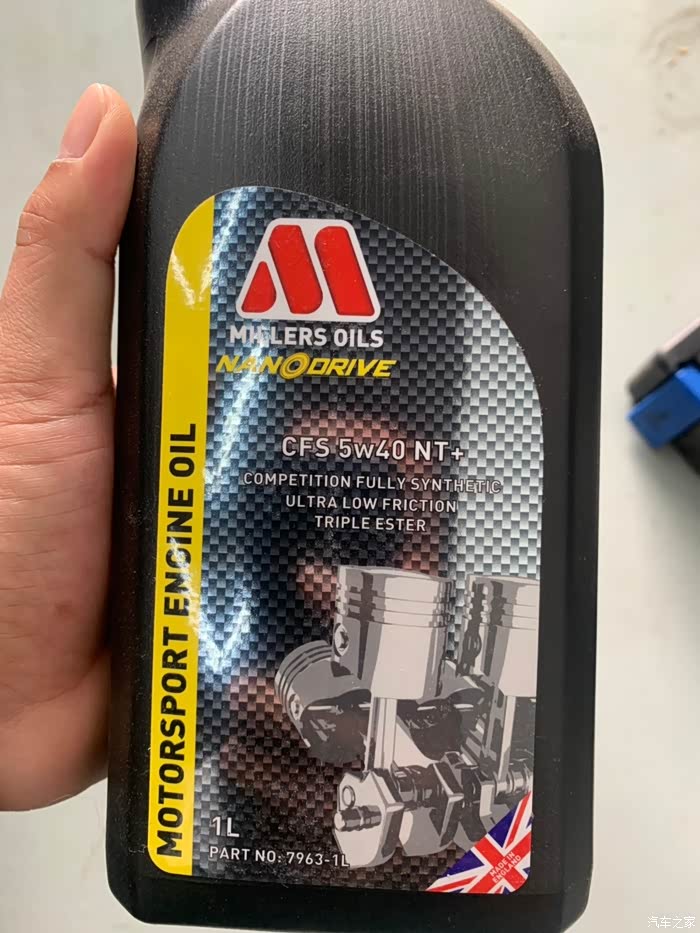 MILLERS OILS
NANODRIVE
CFS 5w40 NT+
COMPETITION FULLY SYNTHETIC
ULTRA LOW FRICTION
TRIPLE ESTER
MOTORSPORT ENGINE OIL
1L
PART NO: 7963-1L
MADE IN
ENGLAND
汽车之家